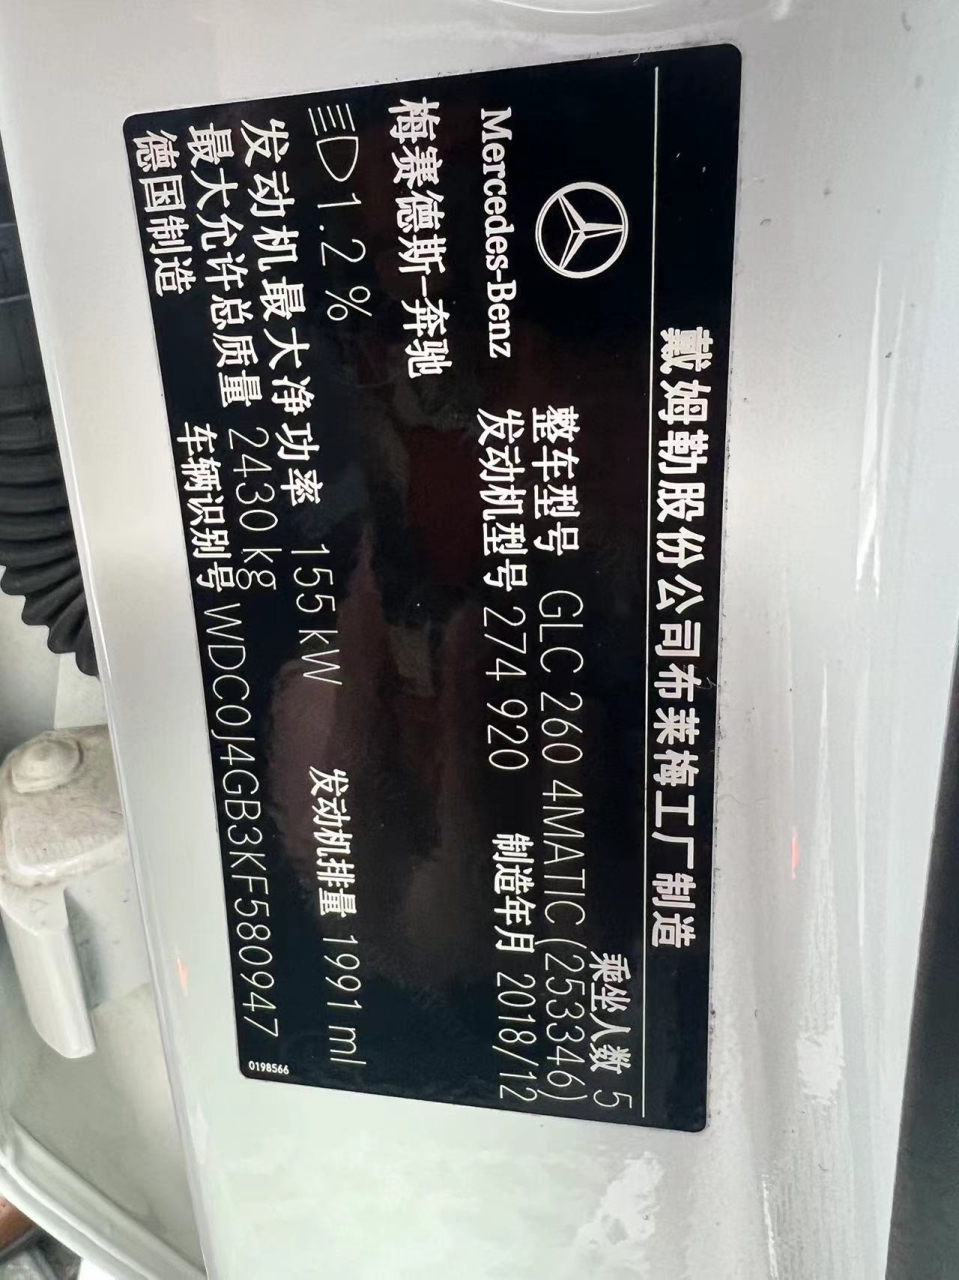 戴姆勒股份公司布莱梅工厂制造
乘坐人数 5
整车型号 GLC 260 4MATIC (253346)
Mercedes-Benz
发动机型号 274 920 制造年月 2018/12
梅赛德斯-奔驰
1.2%
发动机最大净功率 155kW 发动机排量 1991 ml
最大允许总质量 2430 kg
德国制造 车辆识别号 WDC0J4GB3KF580947
0198566